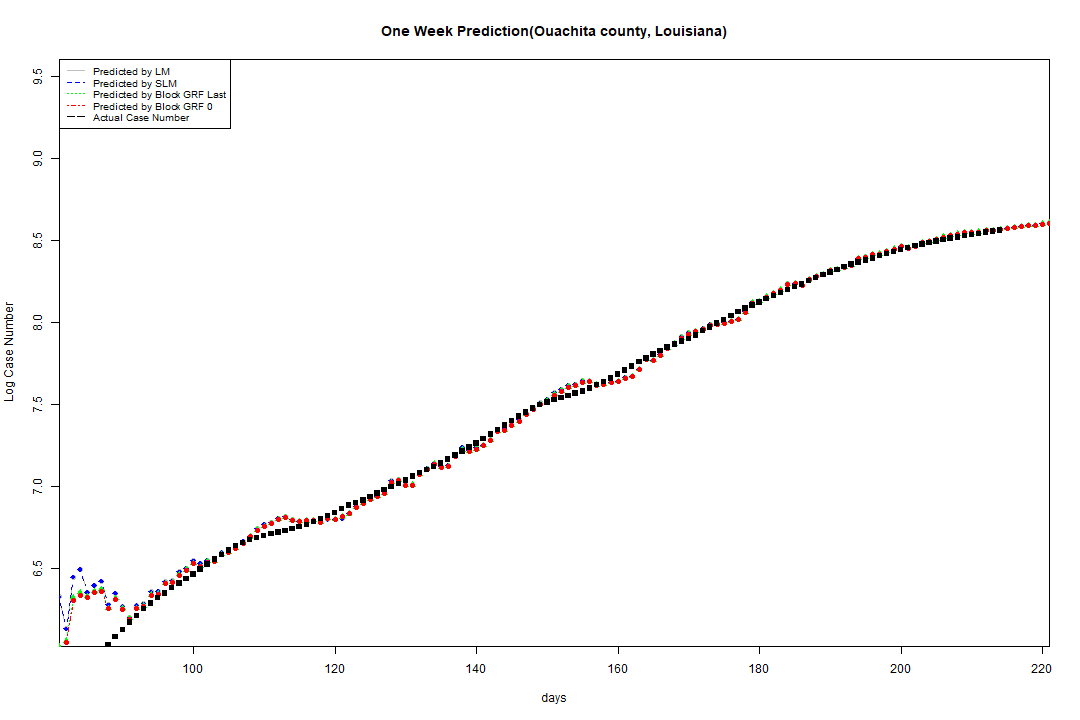 One Week Prediction(Ouachita county, Louisiana)
Predicted by LM
Predicted by SLM
Predicted by Block GRF Last
Predicted by Block GRF 0
Actual Case Number
9.5
9.0
8.5
8.0
7.5
7.0
6.5
Log Case Number
100 120 140 160 180 200 220
days